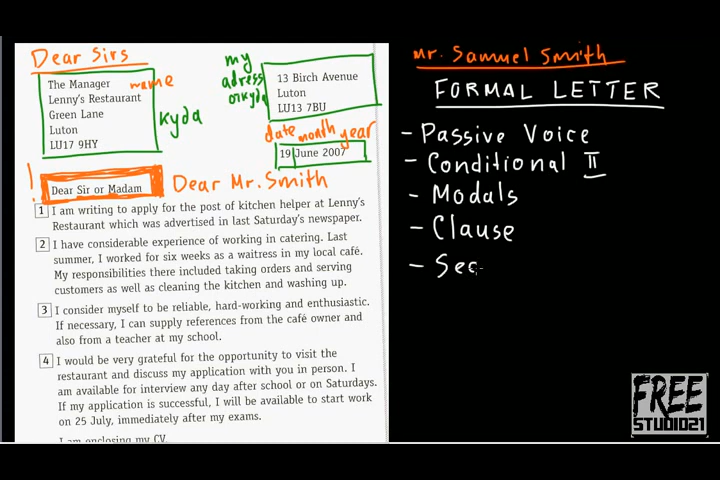 Dear Sirs
The Manager name
Lenny's Restaurant
Green Lane
Luton
LU17 9HY
куда
my
adress
откуда
13 Birch Avenue
Luton
LU13 7BU
date month year
19 June 2007
! Dear Sir or Madam Dear Mr. Smith
1 I am writing to apply for the post of kitchen helper at Lenny's
Restaurant which was advertised in last Saturday's newspaper.
2 I have considerable experience of working in catering. Last
summer, I worked for six weeks as a waitress in my local café.
My responsibilities there included taking orders and serving
customers as well as cleaning the kitchen and washing up.
3 I consider myself to be reliable, hard-working and enthusiastic.
If necessary, I can supply references from the café owner and
also from a teacher at my school.
4 I would be very grateful for the opportunity to visit the
restaurant and discuss my application with you in person. I
am available for interview any day after school or on Saturdays.
If my application is successful, I will be available to start work
on 25 July, immediately after my exams.
I am enclosing my CV.
Mr. Samuel Smith
FORMAL LETTER
- Passive Voice
- Conditional II
- Modals
- Clause
- Sec
FREE
STUDIO21